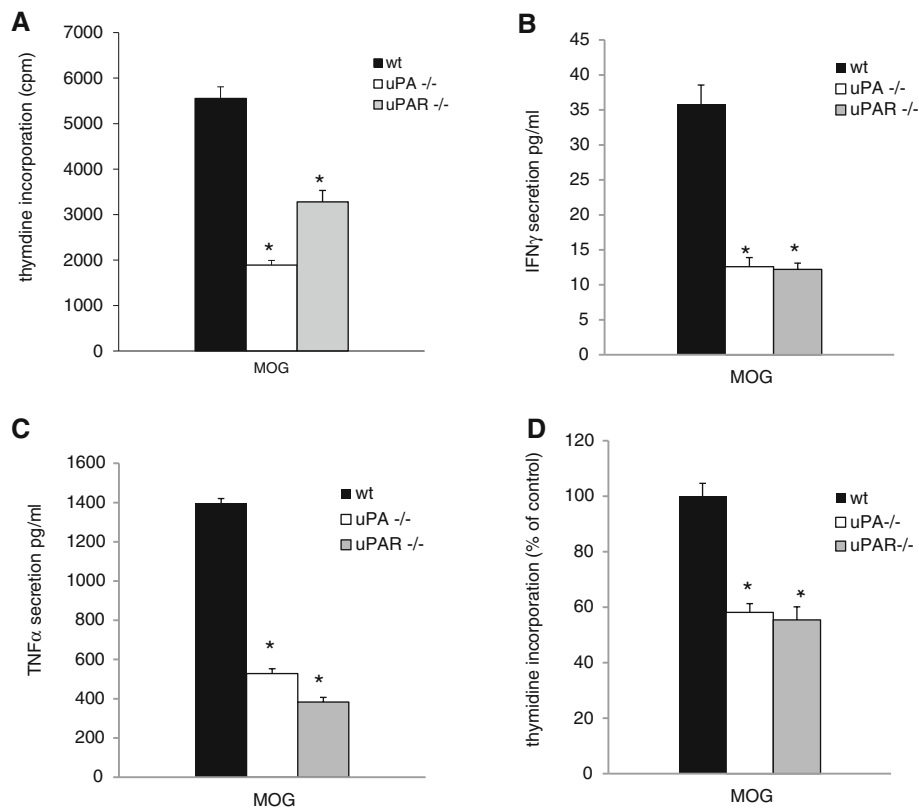 A
thymdine incorporation (cpm)
7000
6000
5000
4000
3000
2000
1000
0
wt
uPA -/-
uPAR -/-
*
*
MOG
B
IFNγ secretion pg/ml
45
40
35
30
25
20
15
10
5
0
wt
uPA -/-
uPAR -/-
*
*
MOG
C
TNFα secretion pg/ml
1600
1400
1200
1000
800
600
400
200
0
wt
uPA -/-
uPAR -/-
*
*
MOG
D
thymidine incorporation (% of control)
120
100
80
60
40
20
0
wt
uPA-/-
uPAR-/-
*
*
MOG